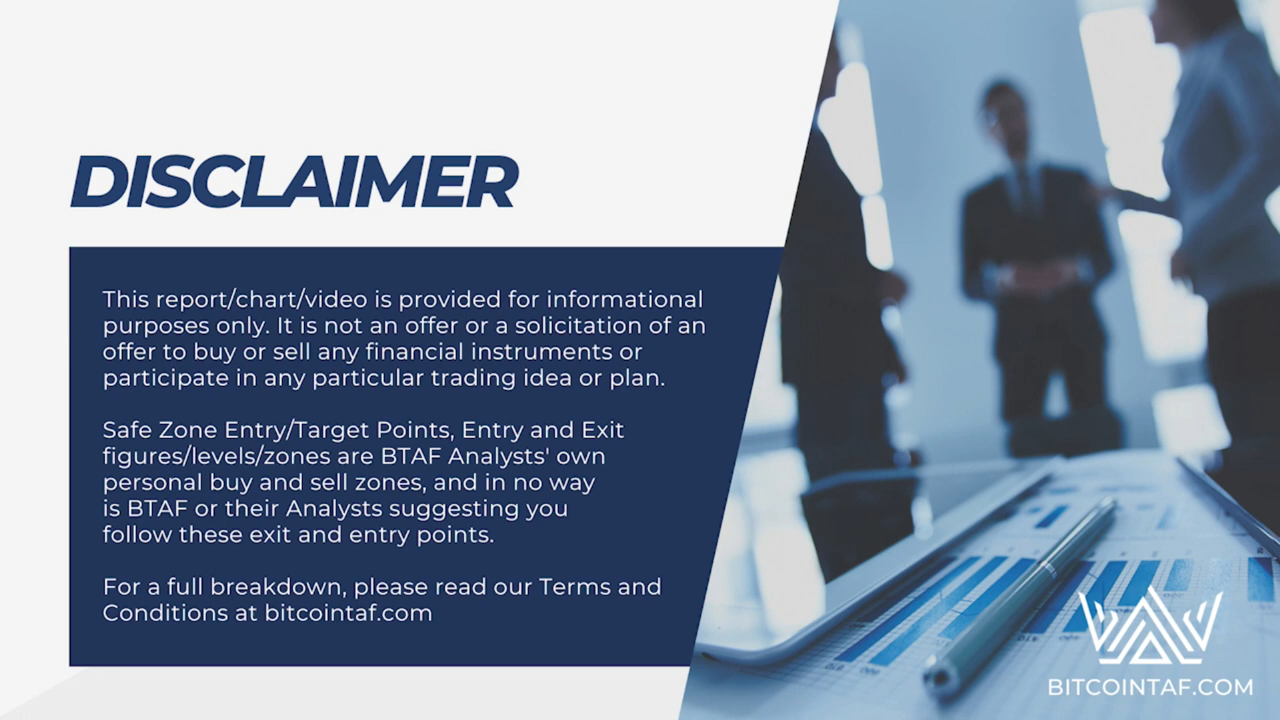 DISCLAIMER
This report/chart/video is provided for informational
purposes only. It is not an offer or a solicitation of an
offer to buy or sell any financial instruments or
participate in any particular trading idea or plan.
Safe Zone Entry/Target Points, Entry and Exit
figures/levels/zones are BTAF Analysts' own
personal buy and sell zones, and in no way
is BTAF or their Analysts suggesting you
follow these exit and entry points.
For a full breakdown, please read our Terms and
Conditions at bitcointaf.com
BITCOINTAF.COM